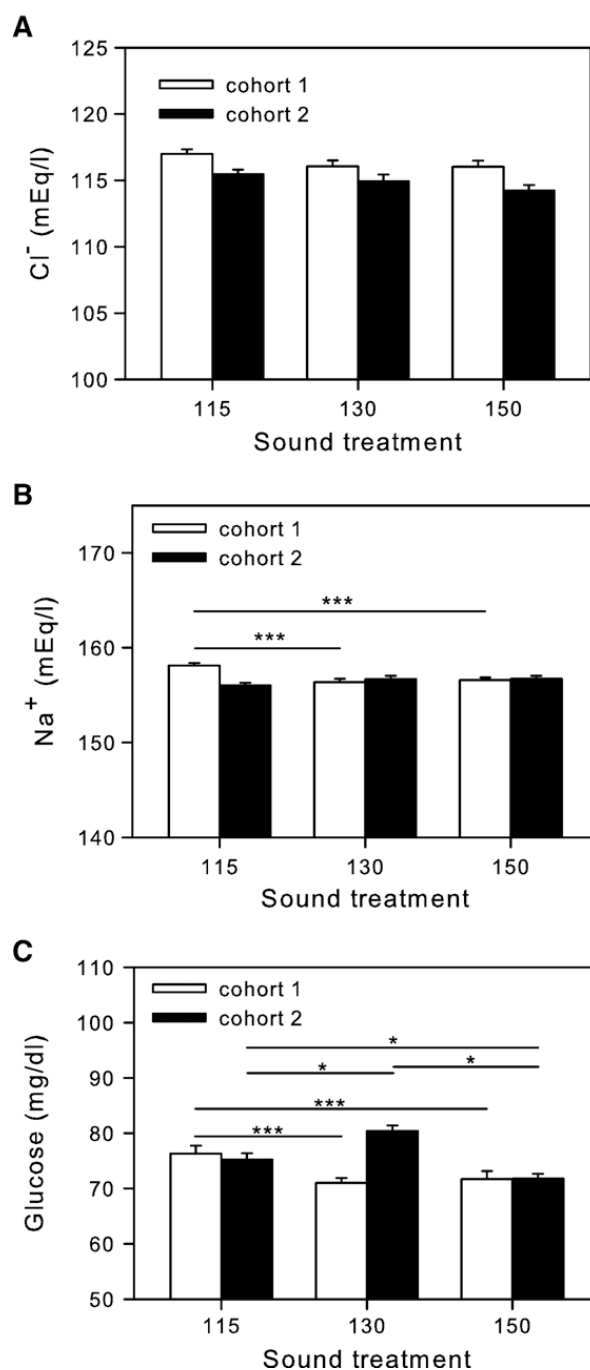 A
125
cohort 1
cohort 2
120
115
110
105
100
Cl⁻ (mEq/l)
115 130 150
Sound treatment
B
cohort 1
cohort 2
170
160
150
140
Na⁺ (mEq/l)
***
***
115 130 150
Sound treatment
C
110
cohort 1
cohort 2
100
90
80
70
60
50
Glucose (mg/dl)
*
* *
***
***
115 130 150
Sound treatment